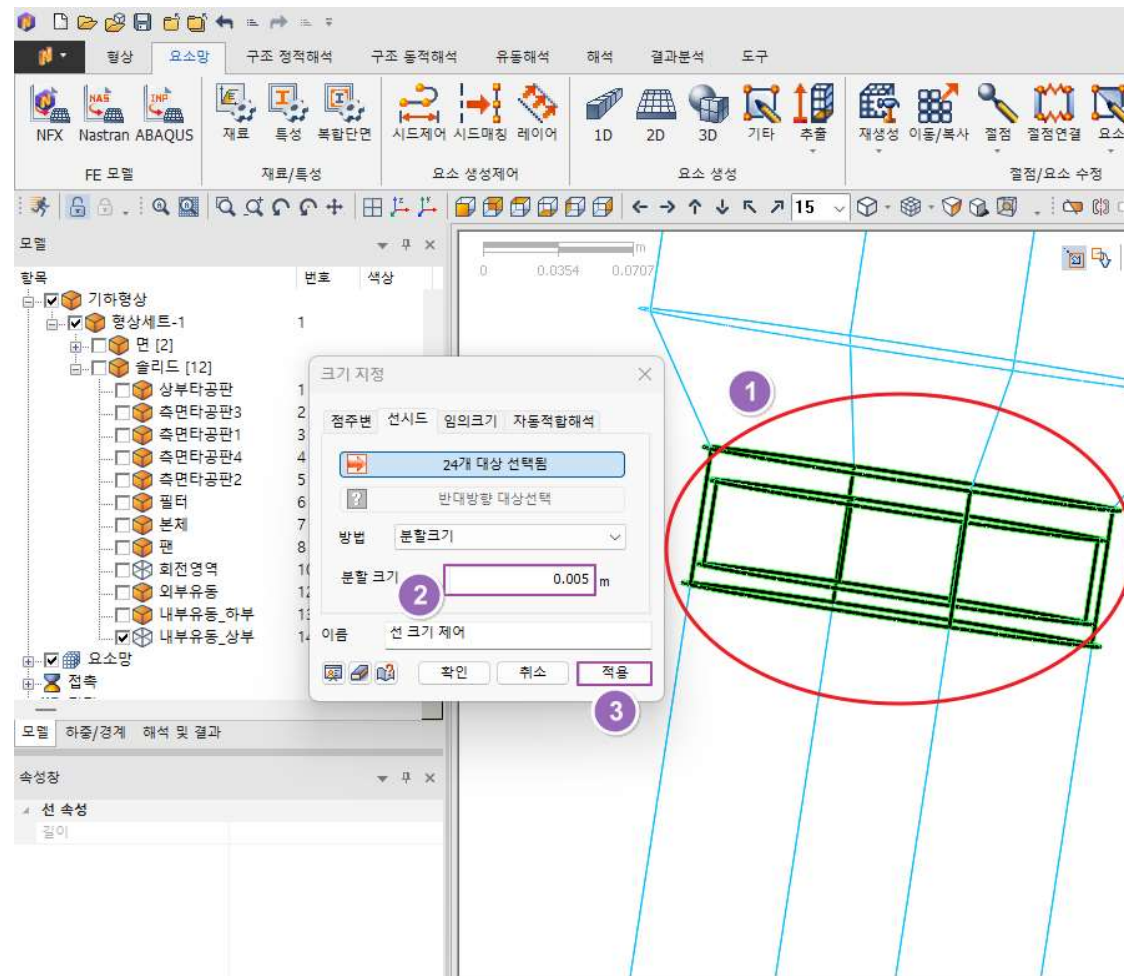 형상 요소망 구조 정적해석 구조 동적해석 유동해석 해석 결과분석 도구
NAS INP
NFX Nastran ABAQUS 재료 특성 복합단면 시드제어 시드매칭 레이어 1D 2D 3D 기타 추출 재생성 이동/복사 절점 절점연결 요소
FE 모델 재료/특성 요소 생성제어 요소 생성 절점/요소 수정
15
모델
항목 번호 색상
기하형상
형상세트-1 1
면 [2]
솔리드 [12]
상부타공판 1
측면타공판3 2
측면타공판1 3
측면타공판4 4
측면타공판2 5
필터 6
본체 7
팬 8
회전영역 10
외부유동 12
내부유동_하부 13
내부유동_상부 14
요소망
접촉
모델 하중/경계 해석 및 결과
속성창
선 속성
길이
크기 지정
점주변 선시드 임의크기 자동적합해석
24개 대상 선택됨
반대방향 대상선택
방법 분할크기
분할 크기 0.005 m
2
이름 선 크기 제어
확인 취소 적용
3
m
0 0.0354 0.0707
1